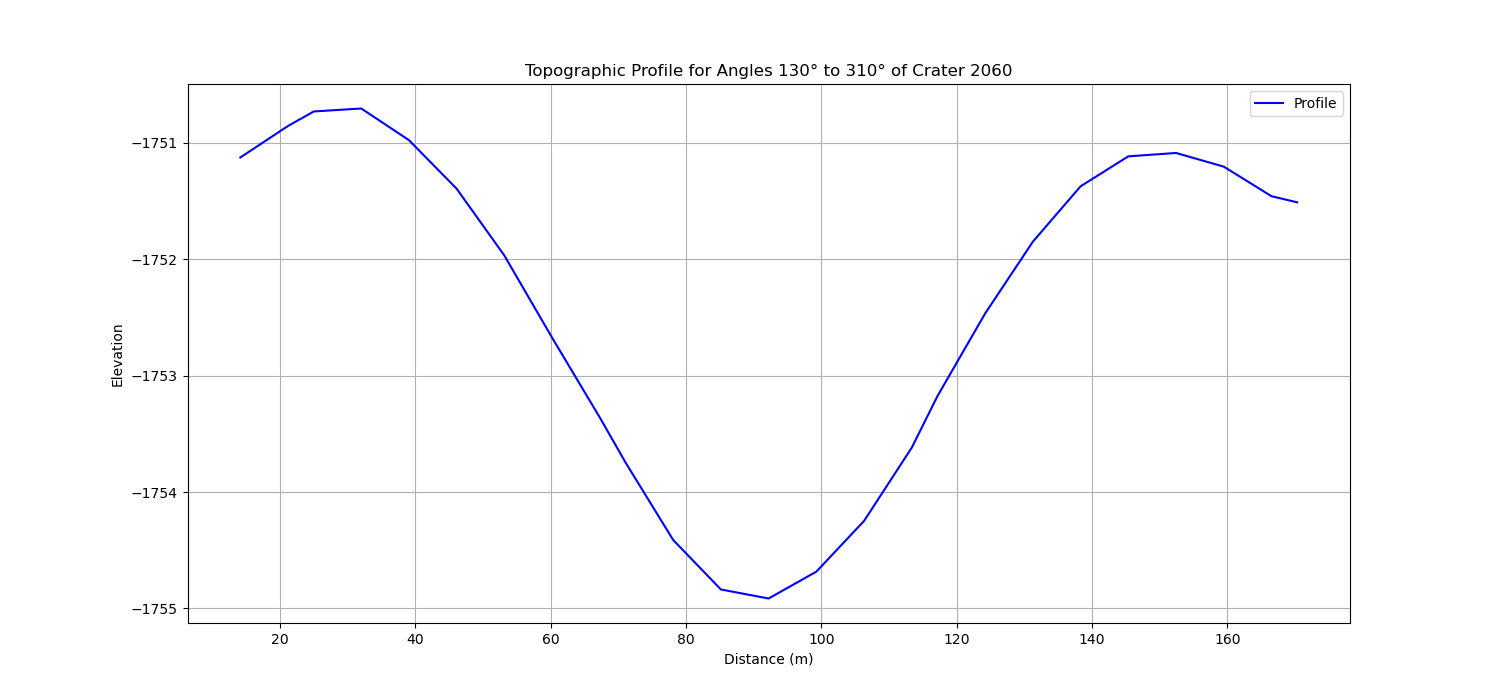 Topographic Profile for Angles 130° to 310° of Crater 2060
Profile
−1751
−1752
−1753
−1754
−1755
Elevation
20 40 60 80 100 120 140 160
Distance (m)